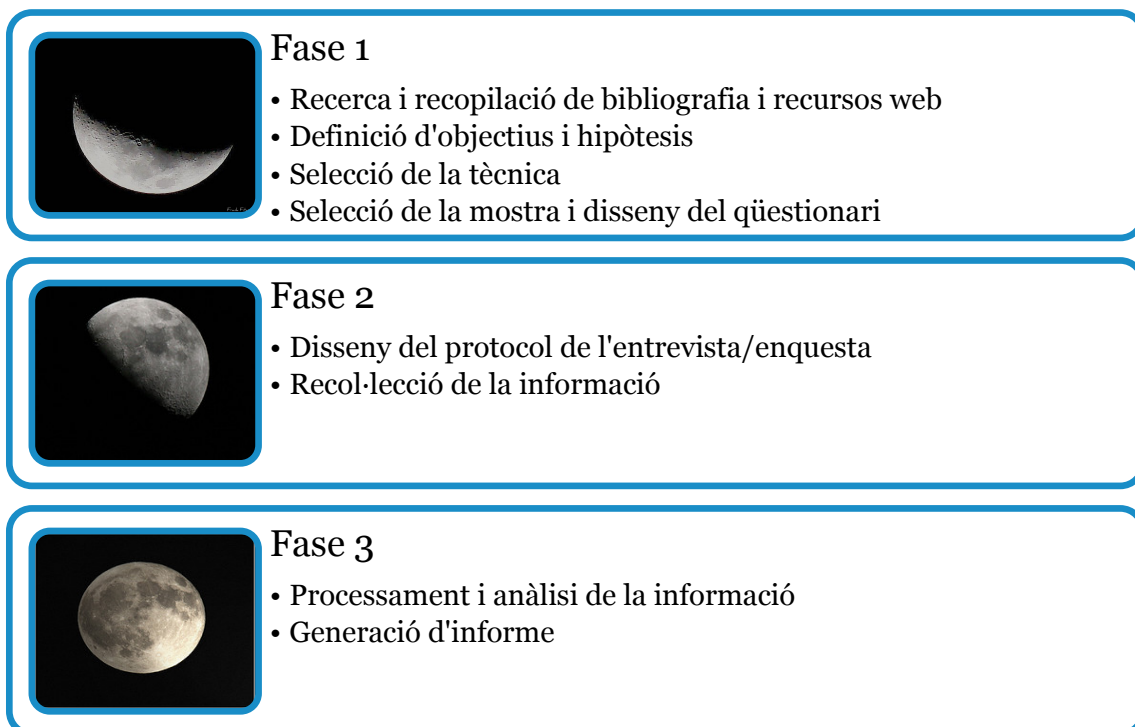 Fase 1
• Recerca i recopilació de bibliografia i recursos web
• Definició d'objectius i hipòtesis
• Selecció de la tècnica
• Selecció de la mostra i disseny del qüestionari
Fase 2
• Disseny del protocol de l'entrevista/enquesta
• Recol·lecció de la informació
Fase 3
• Processament i anàlisi de la informació
• Generació d'informe